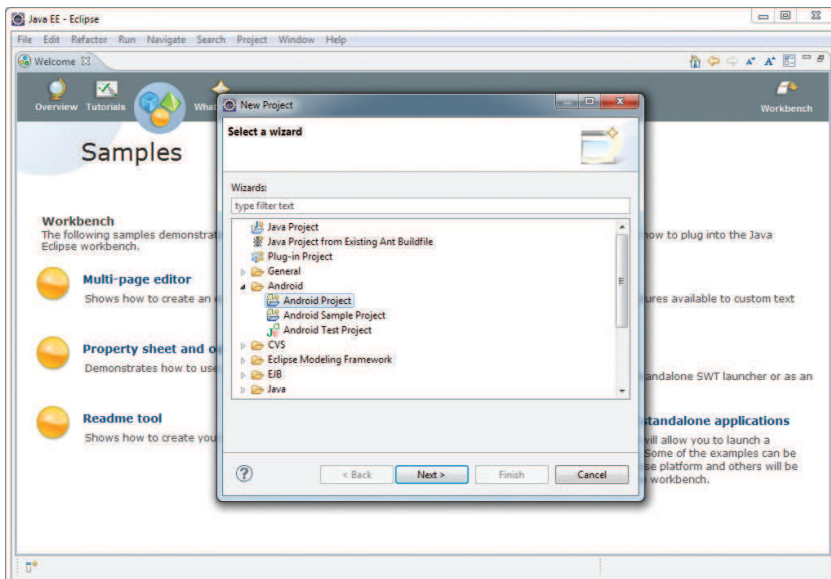 Java EE - Eclipse
File Edit Refactor Run Navigate Search Project Window Help
Welcome
Overview Tutorials What
Workbench
Samples
Workbench
The following samples demonstrat
Eclipse workbench.
Multi-page editor
Shows how to create an
Property sheet and o
Demonstrates how to use
Readme tool
Shows how to create you
New Project
Select a wizard
Wizards:
type filter text
Java Project
Java Project from Existing Ant Buildfile
Plug-in Project
General
Android
Android Project
Android Sample Project
Android Test Project
CVS
Eclipse Modeling Framework
EJB
Java
< Back Next > Finish Cancel
how to plug into the Java
ures available to custom text
andalone SWT launcher or as an
standalone applications
will allow you to launch a
Some of the examples can be
se platform and others will be
workbench.